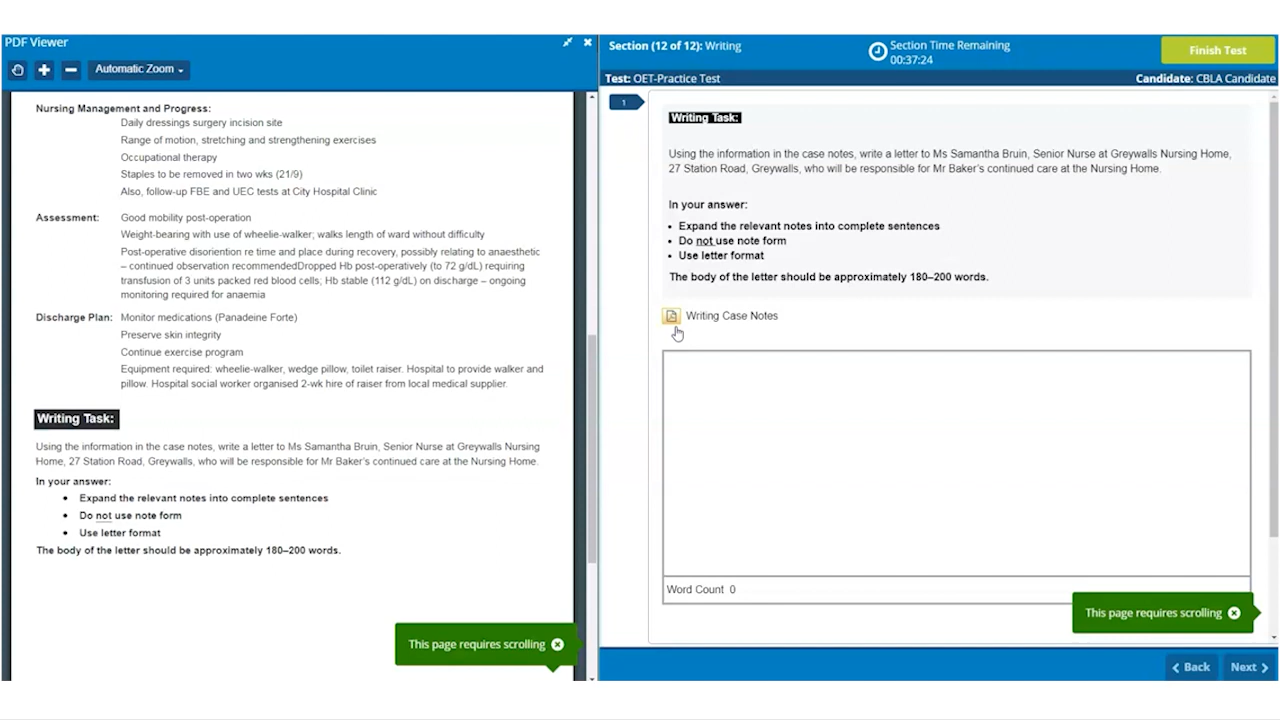 PDF Viewer
Automatic Zoom
Nursing Management and Progress:
Daily dressings surgery incision site
Range of motion, stretching and strengthening exercises
Occupational therapy
Staples to be removed in two wks (21/9)
Also, follow-up FBE and UEC tests at City Hospital Clinic
Assessment: Good mobility post-operation
Weight-bearing with use of wheelie-walker; walks length of ward without difficulty
Post-operative disoriention re time and place during recovery, possibly relating to anaesthetic
– continued observation recommendedDropped Hb post-operatively (to 72 g/dL) requiring
transfusion of 3 units packed red blood cells; Hb stable (112 g/dL) on discharge – ongoing
monitoring required for anaemia
Discharge Plan: Monitor medications (Panadeine Forte)
Preserve skin integrity
Continue exercise program
Equipment required: wheelie-walker, wedge pillow, toilet raiser. Hospital to provide walker and
pillow. Hospital social worker organised 2-wk hire of raiser from local medical supplier.
Writing Task:
Using the information in the case notes, write a letter to Ms Samantha Bruin, Senior Nurse at Greywalls Nursing
Home, 27 Station Road, Greywalls, who will be responsible for Mr Baker's continued care at the Nursing Home.
In your answer:
• Expand the relevant notes into complete sentences
• Do not use note form
• Use letter format
The body of the letter should be approximately 180–200 words.
This page requires scrolling
Section (12 of 12): Writing
Section Time Remaining
00:37:24
Finish Test
Test: OET-Practice Test
Candidate: CBLA Candidate
1
Writing Task:
Using the information in the case notes, write a letter to Ms Samantha Bruin, Senior Nurse at Greywalls Nursing Home,
27 Station Road, Greywalls, who will be responsible for Mr Baker's continued care at the Nursing Home.
In your answer:
• Expand the relevant notes into complete sentences
• Do not use note form
• Use letter format
The body of the letter should be approximately 180–200 words.
Writing Case Notes
Word Count 0
This page requires scrolling
Back
Next